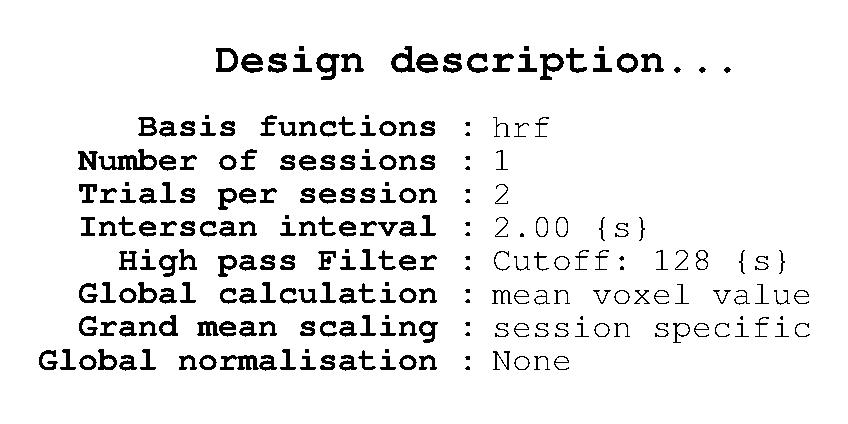 Design description...
Basis functions : hrf
Number of sessions : 1
Trials per session : 2
Interscan interval : 2.00 {s}
High pass Filter : Cutoff: 128 {s}
Global calculation : mean voxel value
Grand mean scaling : session specific
Global normalisation : None